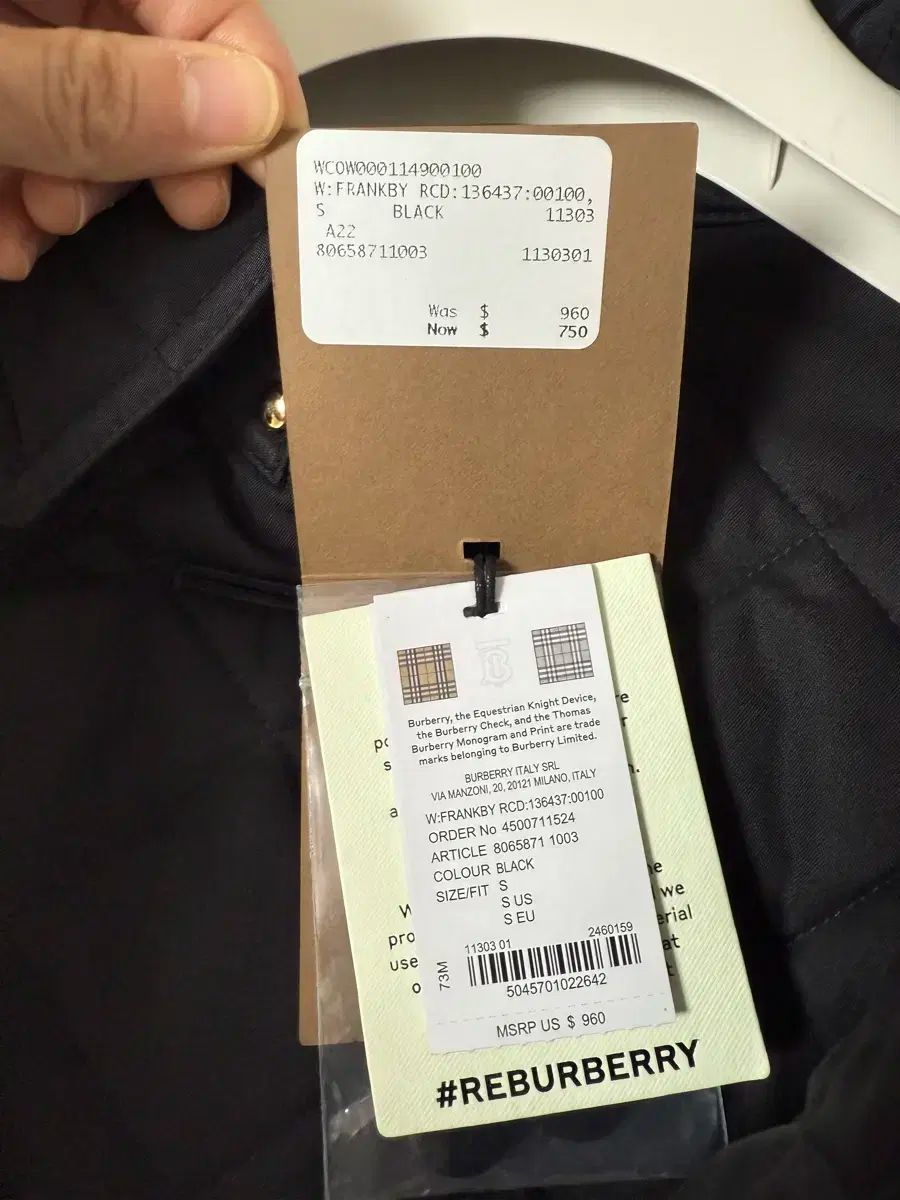 WCOW000114900100
W:FRANKBY RCD:136437:00100,
S BLACK 11303
A22
80658711003 1130301
Was $ 960
Now $ 750
Burberry, the Equestrian Knight Device,
the Burberry Check, and the Thomas
Burberry Monogram and Print are trade
marks belonging to Burberry Limited.
BURBERRY ITALY SRL
VIA MANZONI, 20, 20121 MILANO, ITALY
W:FRANKBY RCD:136437:00100
ORDER No 4500711524
ARTICLE 8065871 1003
COLOUR BLACK
SIZE/FIT S
S US
S EU
11303 01 2460159
73M
5045701022642
MSRP US $ 960
we
#REBURBERRY